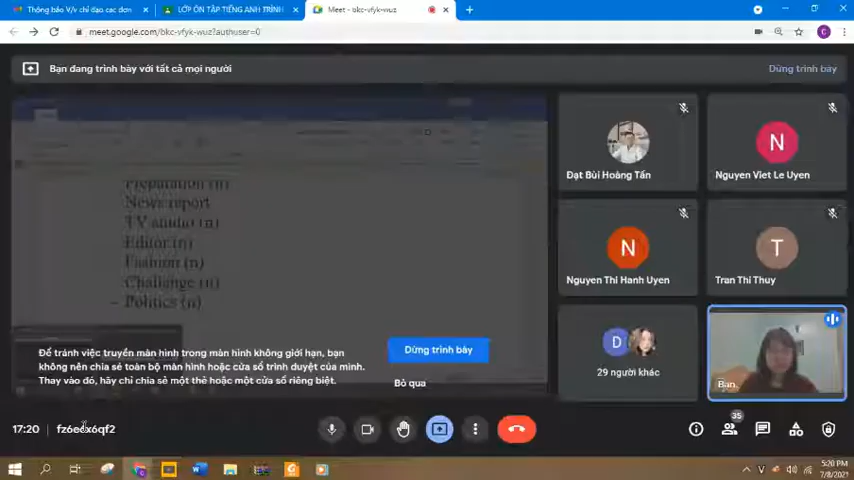 Thông báo V/v chỉ đạo các đơn
LỚP ÔN TẬP TIẾNG ANH TRÌNH
Meet - bkc-vfyk-wuz
meet.google.com/bkc-vfyk-wuz?authuser=0
C
Bạn đang trình bày với tất cả mọi người
Dừng trình bày
Preparation (n)
News report
TV audio (n)
Editor (n)
Fashion (n)
Challenge (n)
- Politics (n)
Đạt Bùi Hoàng Tấn
N
Nguyen Viet Le Uyen
N
Nguyen Thi Hanh Uyen
T
Tran Thi Thuy
D
29 người khác
Bạn
Để tránh việc truyền màn hình trong màn hình không giới hạn, bạn
không nên chia sẻ toàn bộ màn hình hoặc cửa sổ trình duyệt của mình.
Thay vào đó, hãy chỉ chia sẻ một thẻ hoặc một cửa sổ riêng biệt.
Dừng trình bày
Bỏ qua
17:20
35
5:20 PM
7/8/2021